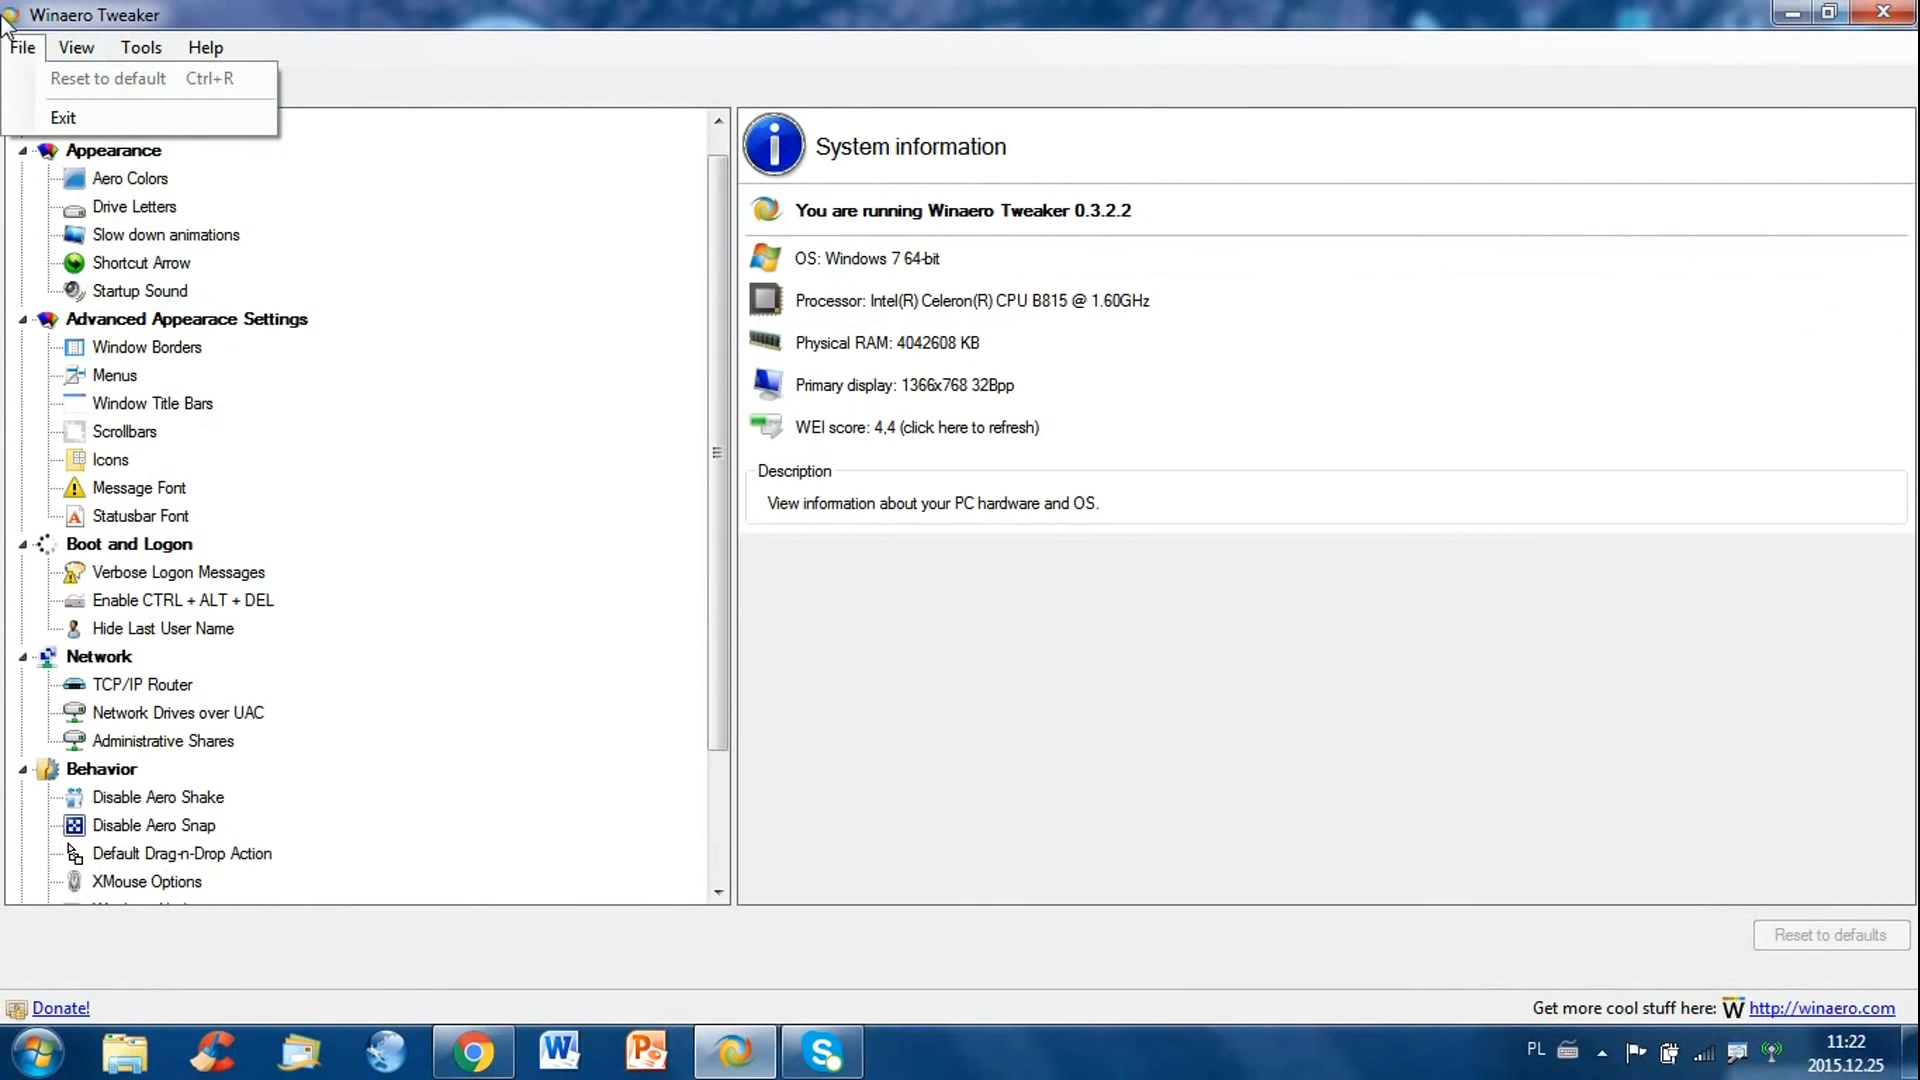 Winaero Tweaker
File View Tools Help
Reset to default Ctrl+R
Exit
Appearance
Aero Colors
Drive Letters
Slow down animations
Shortcut Arrow
Startup Sound
Advanced Appearace Settings
Window Borders
Menus
Window Title Bars
Scrollbars
Icons
Message Font
Statusbar Font
Boot and Logon
Verbose Logon Messages
Enable CTRL + ALT + DEL
Hide Last User Name
Network
TCP/IP Router
Network Drives over UAC
Administrative Shares
Behavior
Disable Aero Shake
Disable Aero Snap
Default Drag-n-Drop Action
XMouse Options
System information
You are running Winaero Tweaker 0.3.2.2
OS: Windows 7 64-bit
Processor: Intel(R) Celeron(R) CPU B815 @ 1.60GHz
Physical RAM: 4042608 KB
Primary display: 1366x768 32Bpp
WEI score: 4,4 (click here to refresh)
Description
View information about your PC hardware and OS.
Reset to defaults
Donate!
Get more cool stuff here: W http://winaero.com
PL
11:22
2015.12.25